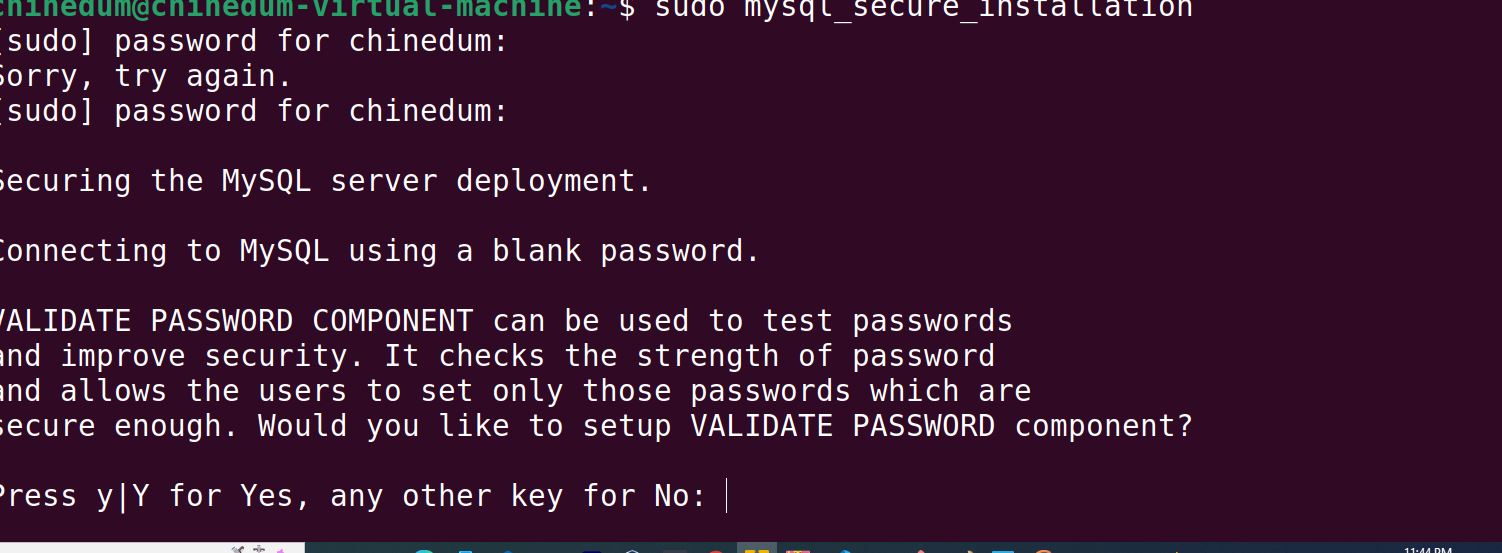 chinedum@chinedum-Virtual-machine:~$ sudo mysql_secure_installation
[sudo] password for chinedum:
Sorry, try again.
[sudo] password for chinedum:
Securing the MySQL server deployment.
Connecting to MySQL using a blank password.
VALIDATE PASSWORD COMPONENT can be used to test passwords
and improve security. It checks the strength of password
and allows the users to set only those passwords which are
secure enough. Would you like to setup VALIDATE PASSWORD component?
Press y|Y for Yes, any other key for No:
11:44 PM